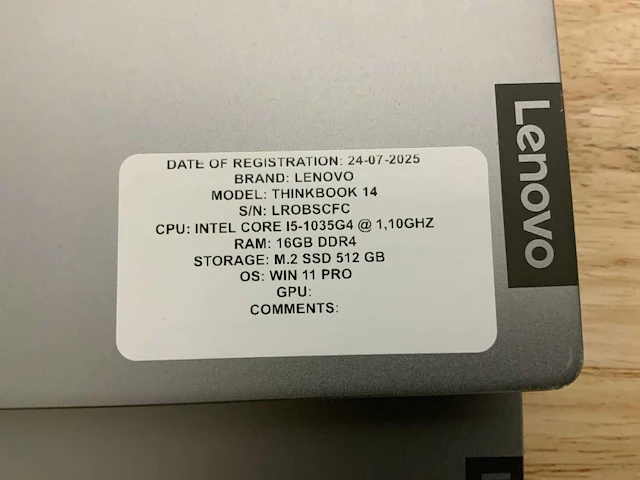 DATE OF REGISTRATION: 24-07-2025
BRAND: LENOVO
MODEL: THINKBOOK 14
S/N: LROBSCFC
CPU: INTEL CORE I5-1035G4 @ 1,10GHZ
RAM: 16GB DDR4
STORAGE: M.2 SSD 512 GB
OS: WIN 11 PRO
GPU:
COMMENTS:
Lenovo